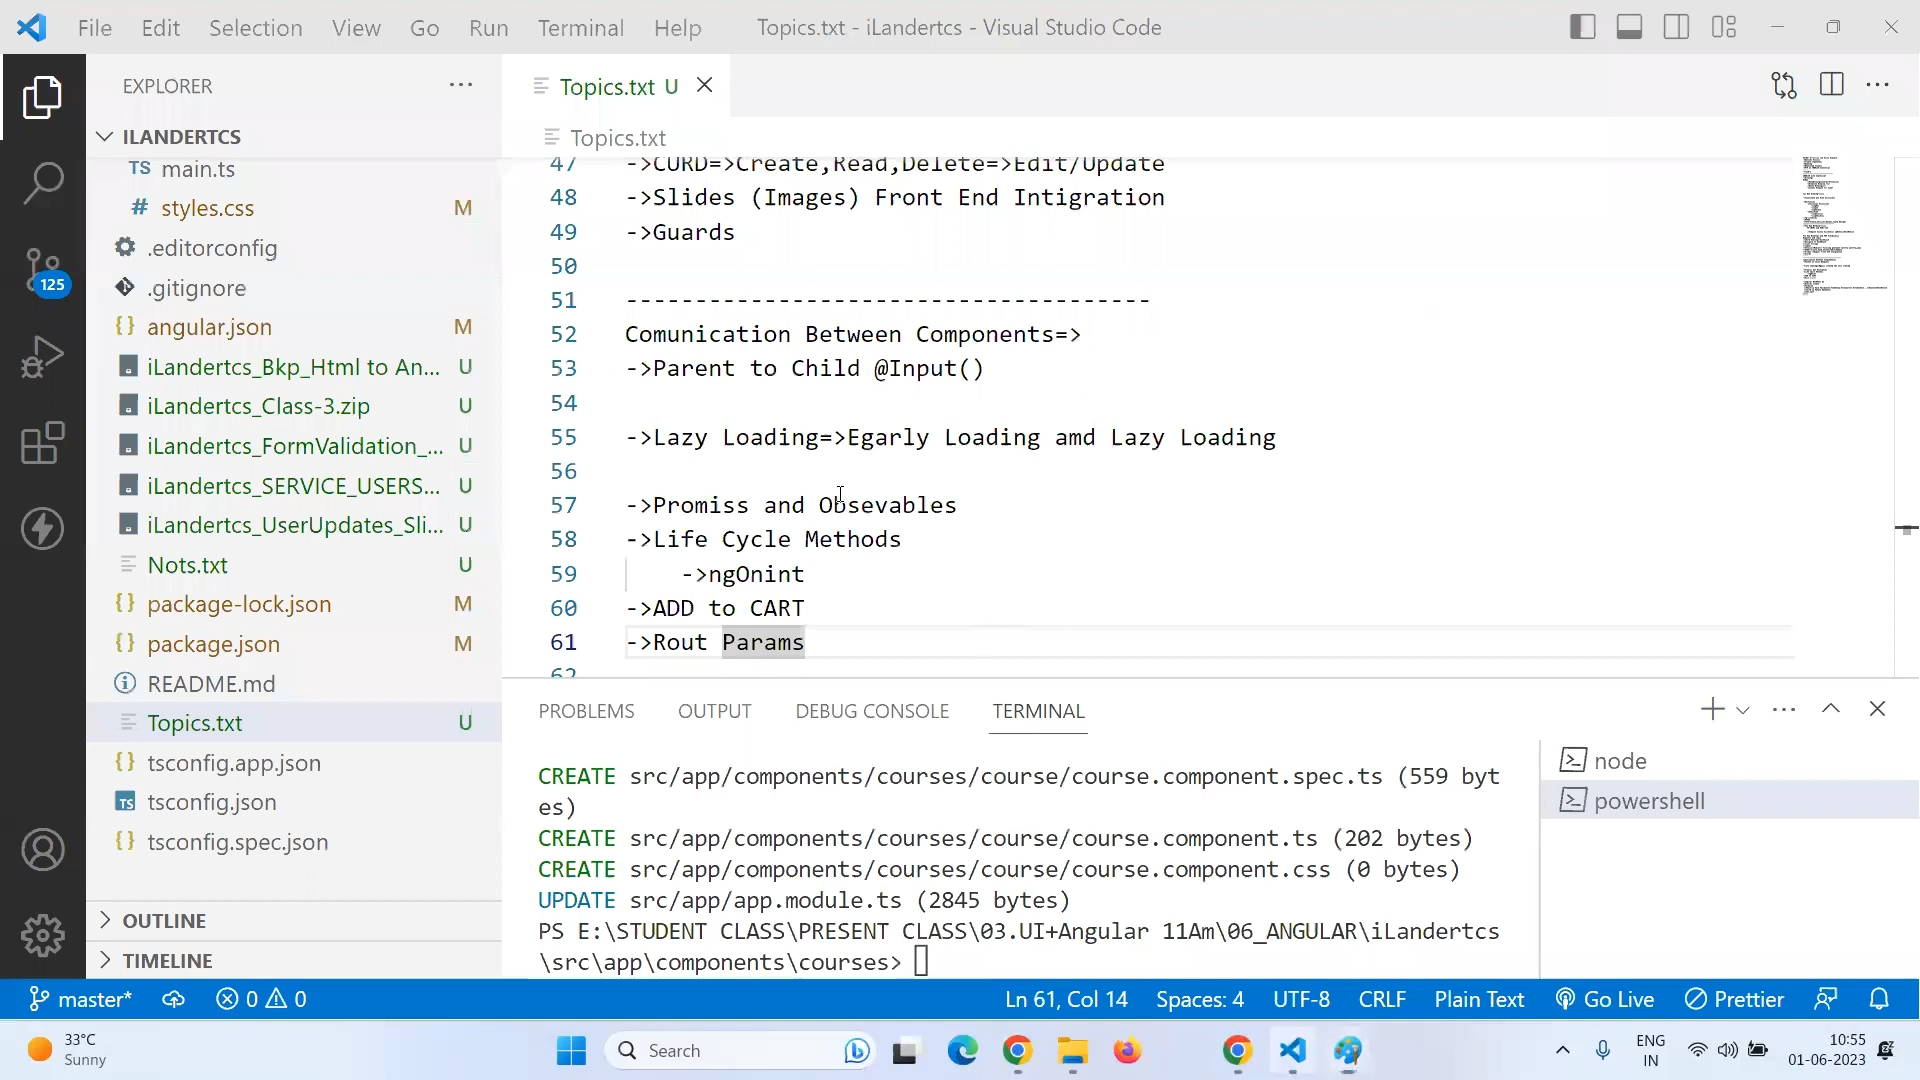 File Edit Selection View Go Run Terminal Help Topics.txt - iLandertcs - Visual Studio Code
EXPLORER
ILANDERTCS
TS main.ts
# styles.css M
.editorconfig
.gitignore
{} angular.json M
iLandertcs_Bkp_Html to An... U
iLandertcs_Class-3.zip U
iLandertcs_FormValidation_... U
iLandertcs_SERVICE_USERS... U
iLandertcs_UserUpdates_Sli... U
Nots.txt U
{} package-lock.json M
{} package.json M
README.md
Topics.txt U
{} tsconfig.app.json
TS tsconfig.json
{} tsconfig.spec.json
OUTLINE
TIMELINE
125
Topics.txt U
Topics.txt
47 ->CURD=>Create,Read,Delete=>Edit/Update
48 ->Slides (Images) Front End Intigration
49 ->Guards
50
51 --------------------------------------
52 Comunication Between Components=>
53 ->Parent to Child @Input()
54
55 ->Lazy Loading=>Egarly Loading amd Lazy Loading
56
57 ->Promiss and Obsevables
58 ->Life Cycle Methods
59 ->ngOnint
60 ->ADD to CART
61 ->Rout Params
62
PROBLEMS OUTPUT DEBUG CONSOLE TERMINAL
CREATE src/app/components/courses/course/course.component.spec.ts (559 byt
es)
CREATE src/app/components/courses/course/course.component.ts (202 bytes)
CREATE src/app/components/courses/course/course.component.css (0 bytes)
UPDATE src/app/app.module.ts (2845 bytes)
PS E:\STUDENT CLASS\PRESENT CLASS\03.UI+Angular 11Am\06_ANGULAR\iLandertcs
\src\app\components\courses>
node
powershell
master* 0 0 Ln 61, Col 14 Spaces: 4 UTF-8 CRLF Plain Text Go Live Prettier
33°C
Sunny
Search
ENG
IN
10:55
01-06-2023